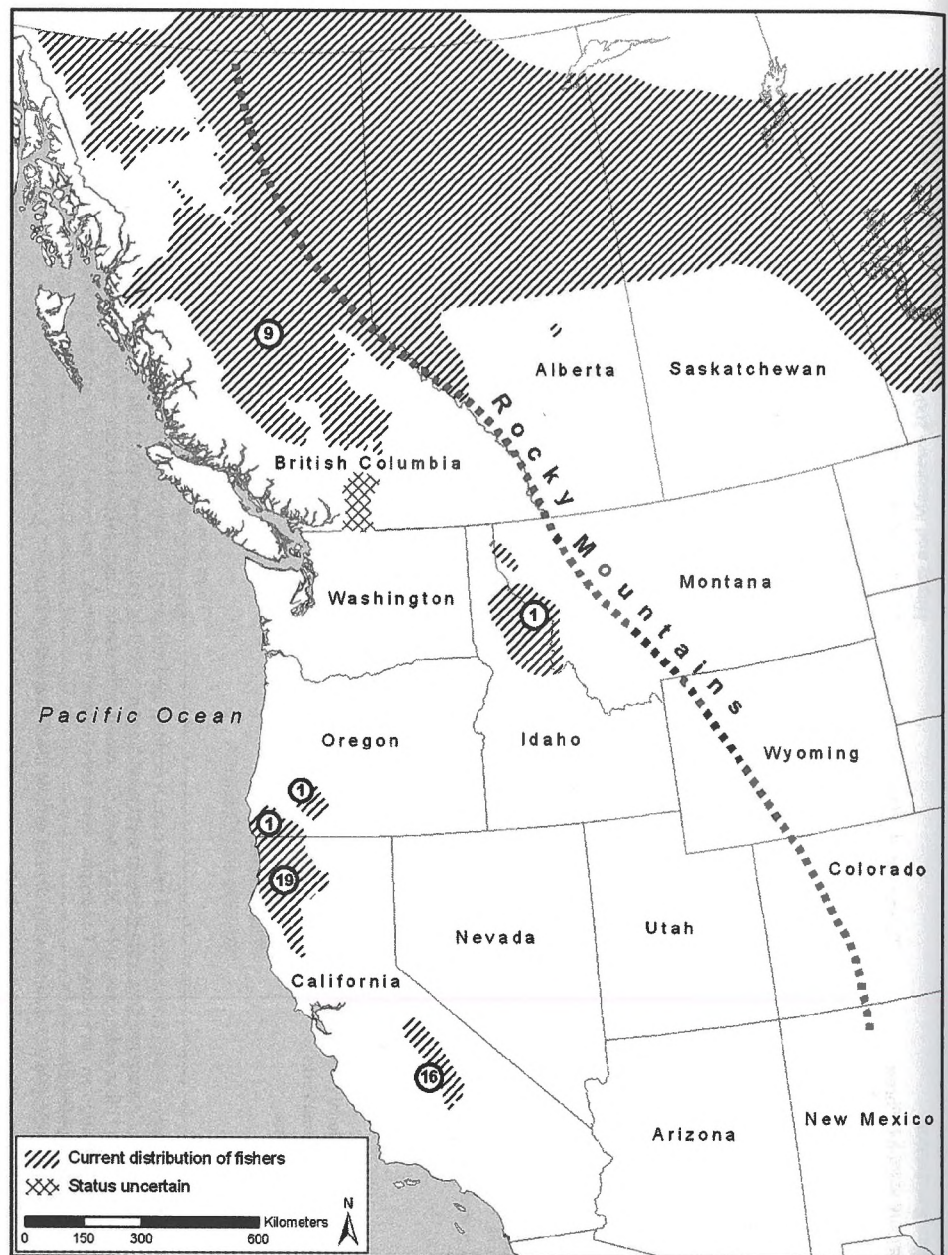 9
Alberta
Saskatchewan
Rocky Mountains
British Columbia
Washington
1
Montana
Pacific Ocean
Oregon
Idaho
Wyoming
1
1
19
Colorado
Nevada
Utah
California
16
Arizona
New Mexico
Current distribution of fishers
Status uncertain
N
Kilometers
0 150 300 600